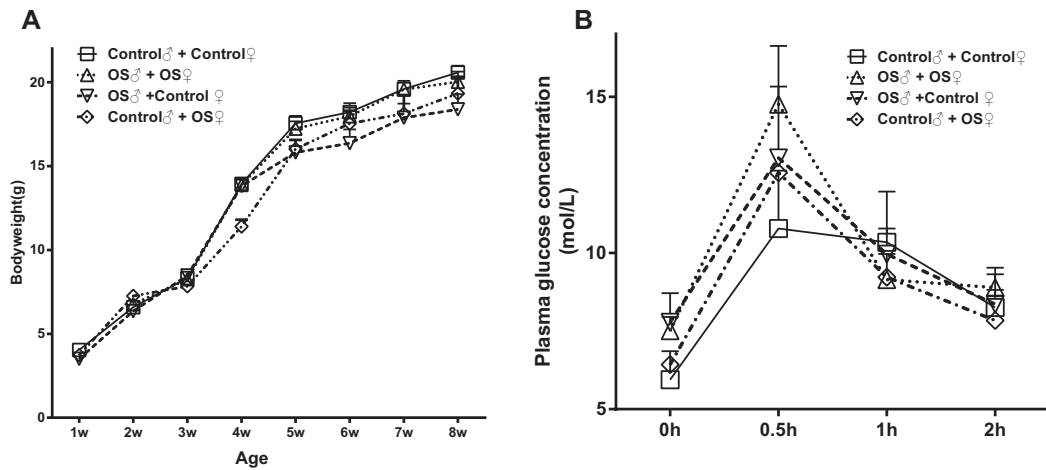 A
Control♂ + Control♀
OS♂ + OS♀
OS♂ +Control ♀
Control♂ + OS♀
Bodyweight(g)
20
15
10
5
0
1w 2w 3w 4w 5w 6w 7w 8w
Age
B
Control♂ + Control♀
OS♂ + OS♀
OS♂ +Control ♀
Control♂ + OS♀
Plasma glucose concentration
(mol/L)
15
10
5
0h 0.5h 1h 2h